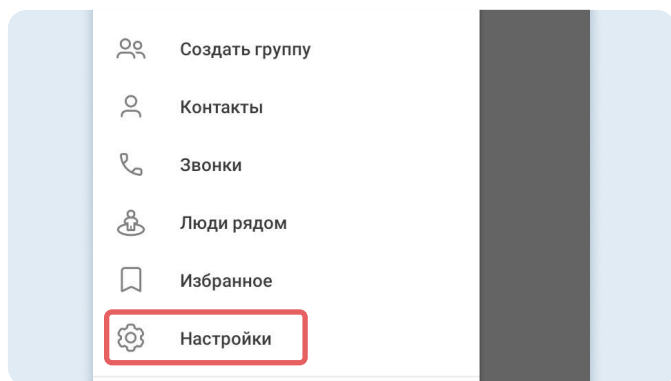 Создать группу
Контакты
Звонки
Люди рядом
Избранное
Настройки